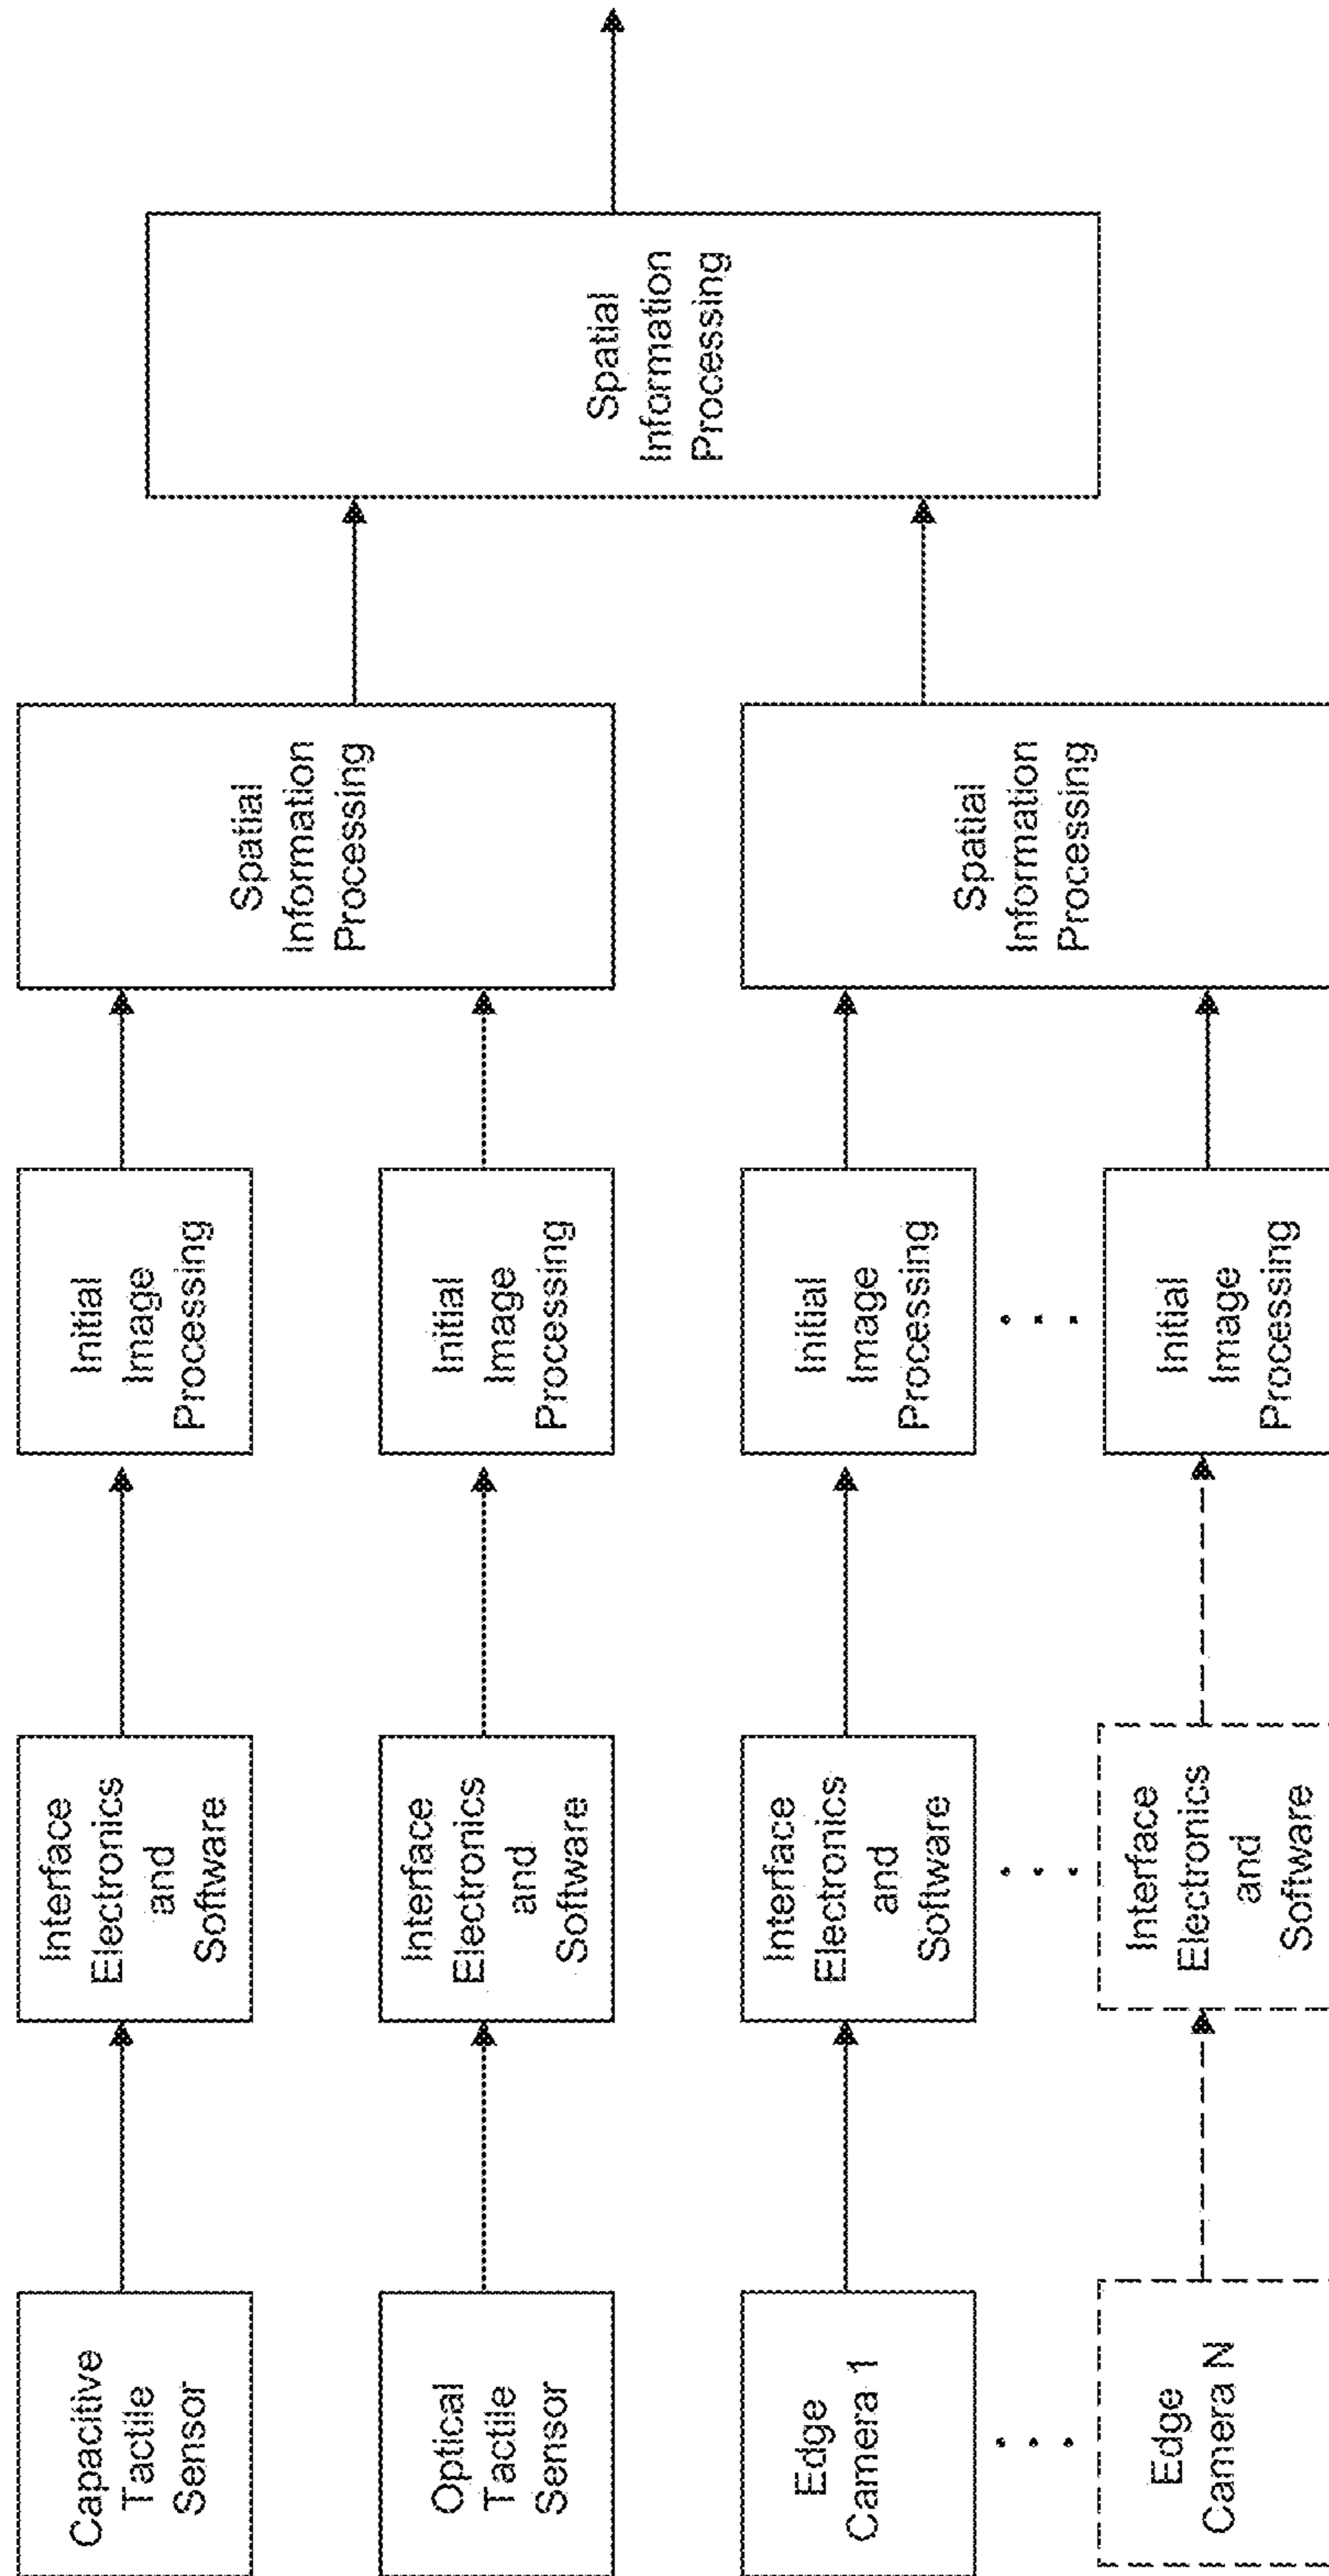 Capacitive
Tactile
Sensor
Interface
Electronics
and
Software
Initial
Image
Processing
Optical
Tactile
Sensor
Interface
Electronics
and
Software
Initial
Image
Processing
Spatial
Information
Processing
Edge
Camera 1
Interface
Electronics
and
Software
Initial
Image
Processing
Edge
Camera N
Interface
Electronics
and
Software
Initial
Image
Processing
Spatial
Information
Processing
Spatial
Information
Processing